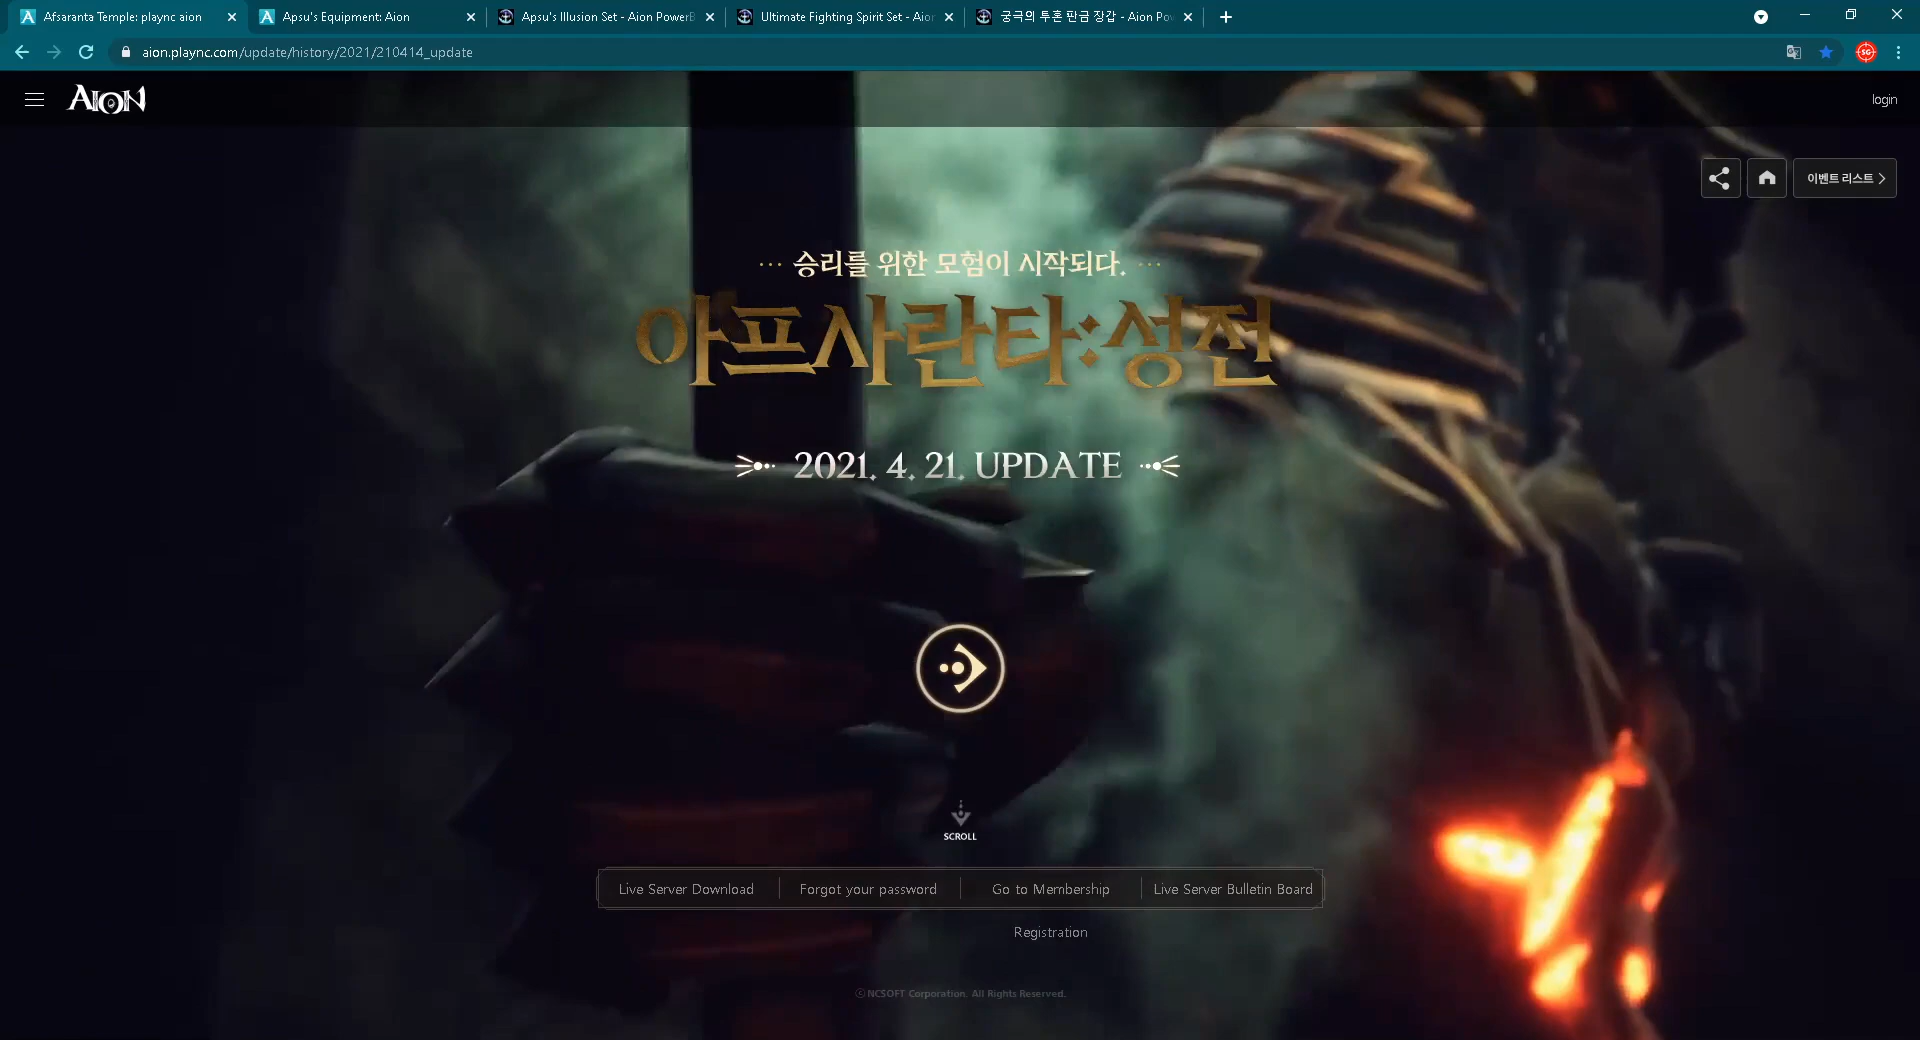 Afsaranta Temple: plaync aion
Apsu's Equipment: Aion
Apsu's Illusion Set - Aion PowerB
Ultimate Fighting Spirit Set - Aion
궁극의 투혼 판금 장갑 - Aion Po
aion.plaync.com/update/history/2021/210414_update
AION
login
이벤트 리스트
승리를 위한 모험이 시작되다.
아프사란타:성전
2021. 4. 21. UPDATE
SCROLL
Live Server Download
Forgot your password
Go to Membership
Live Server Bulletin Board
Registration
ⓒ NCSOFT Corporation. All Rights Reserved.